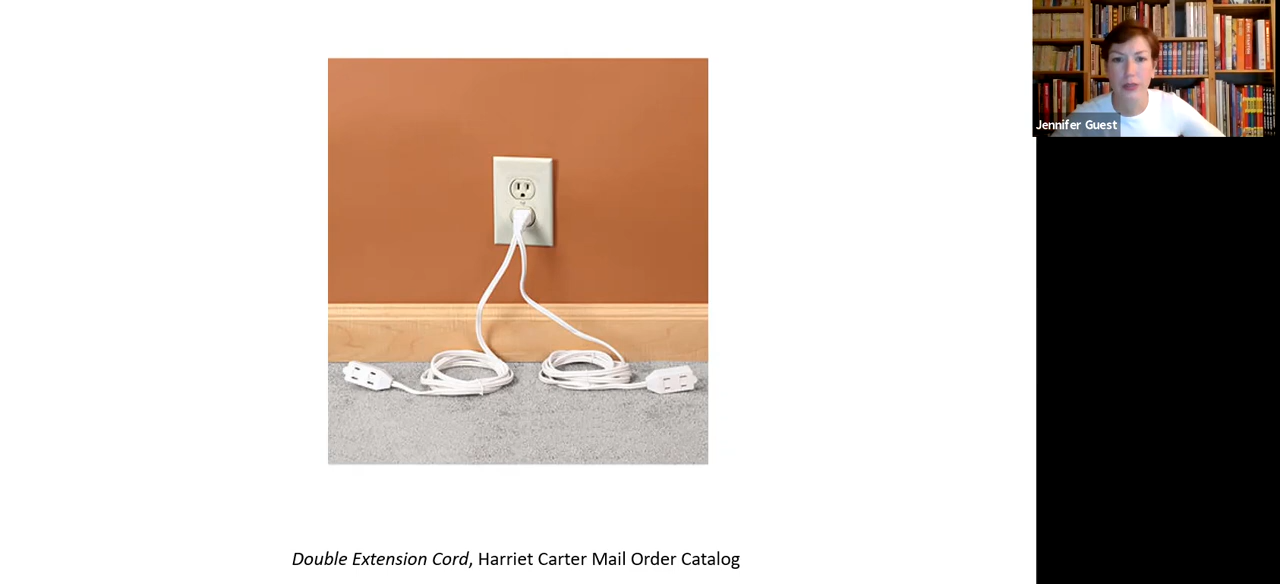 Jennifer Guest
Double Extension Cord, Harriet Carter Mail Order Catalog